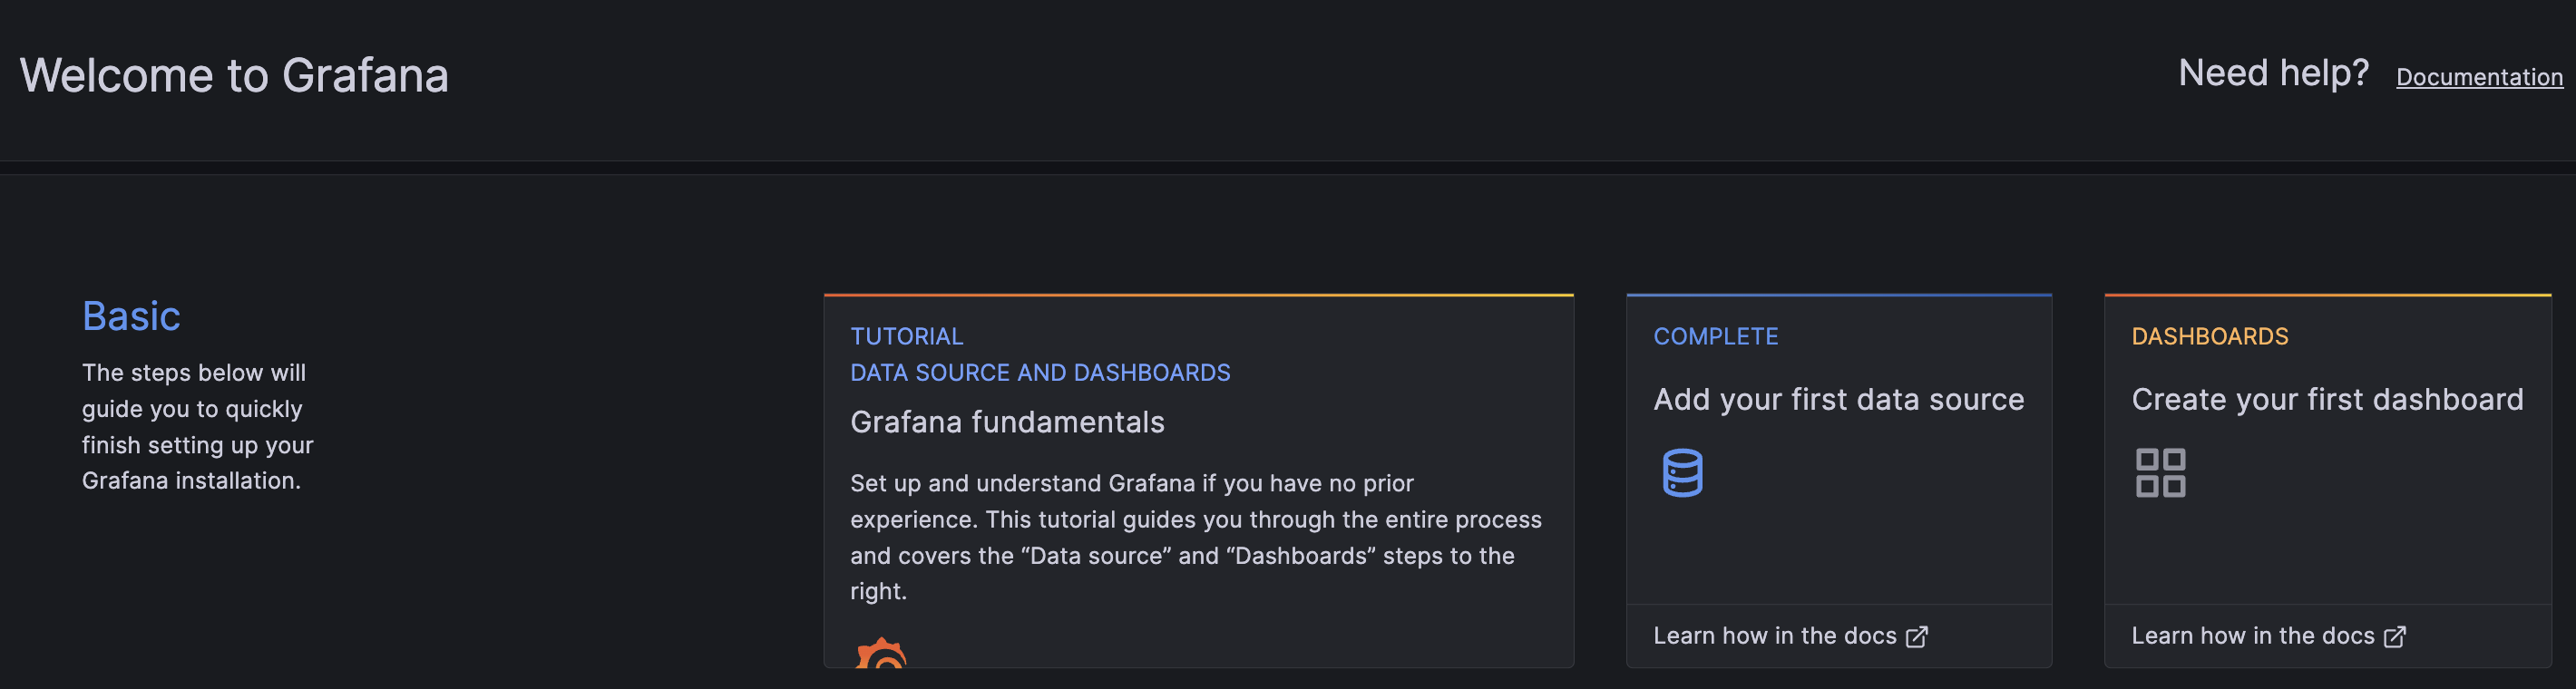 Welcome to Grafana
Need help? Documentation
Basic
The steps below will
guide you to quickly
finish setting up your
Grafana installation.
TUTORIAL
DATA SOURCE AND DASHBOARDS
Grafana fundamentals
Set up and understand Grafana if you have no prior
experience. This tutorial guides you through the entire process
and covers the “Data source” and “Dashboards” steps to the
right.
COMPLETE
Add your first data source
Learn how in the docs
DASHBOARDS
Create your first dashboard
Learn how in the docs